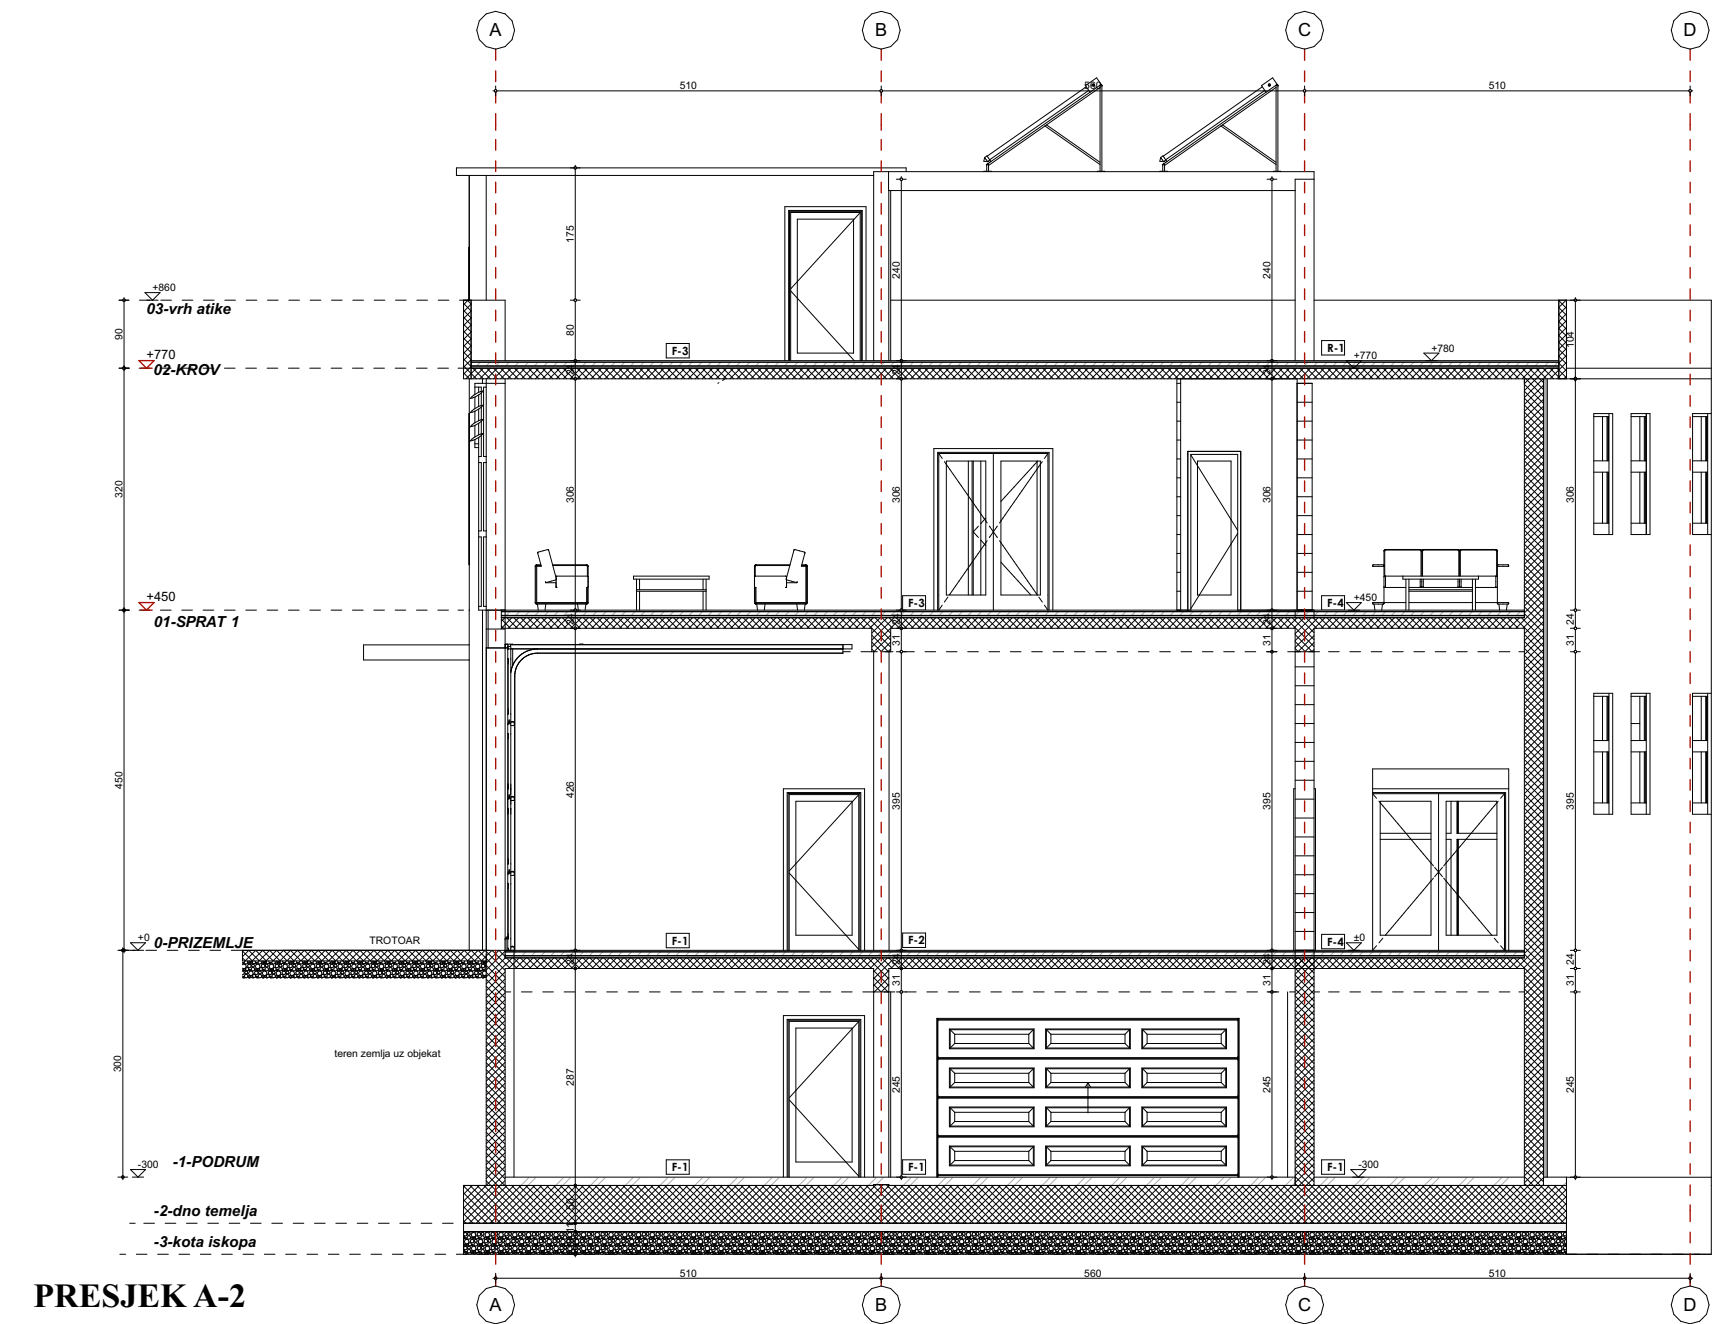 A B C D
510 510
+860
03-vrh atike
90
175
80
240
240
104
+770
02-KROV
F-3
R-1
+770
+780
320
306
306
306
306
+450
01-SPRAT 1
F-3
F-4
+450
31
31
31
24
450
426
395
395
395
±0
0-PRIZEMLJE
TROTOAR
F-1
F-2
F-4
±0
31
31
31
24
teren zemlja uz objekat
300
287
245
245
245
-300
-1-PODRUM
F-1
F-1
F-1
-300
-2-dno temelja
-3-kota iskopa
510 560 510
PRESJEK A-2
A B C D